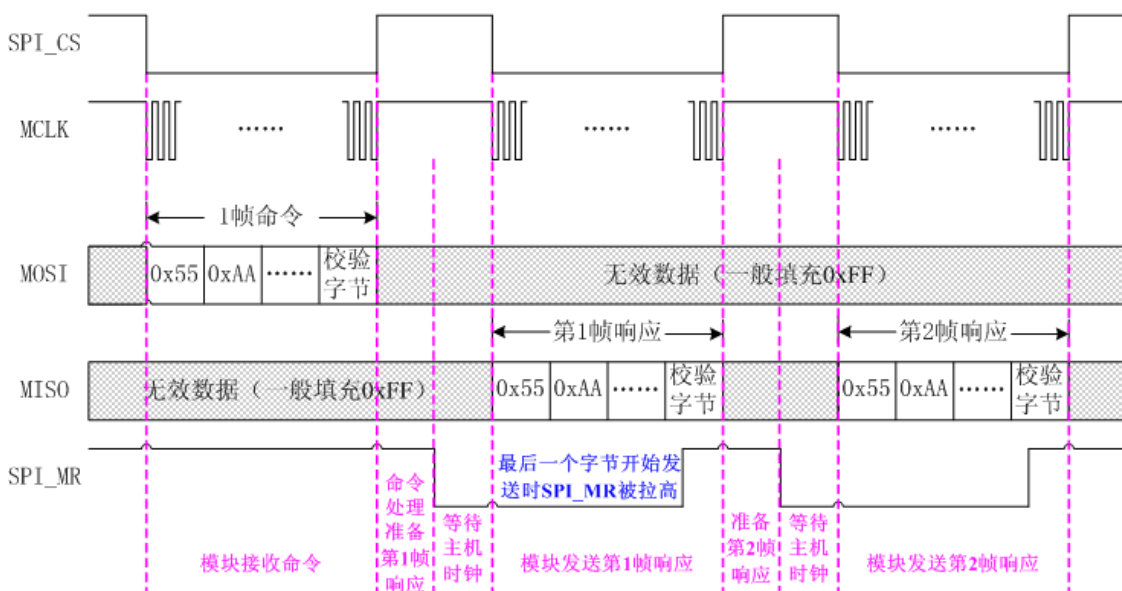 SPI_CS
MCLK
……
……
……
1帧命令
MOSI
0x55
0xAA
……
校验
字节
无效数据（一般填充0xFF）
第1帧响应
第2帧响应
MISO
无效数据（一般填充0xFF）
0x55
0xAA
……
校验
字节
0x55
0xAA
……
校验
字节
SPI_MR
命令
处理
准备
第1帧
响应
等待
主机
时钟
最后一个字节开始发
送时SPI_MR被拉高
准备
第2帧
响应
等待
主机
时钟
模块接收命令
模块发送第1帧响应
模块发送第2帧响应